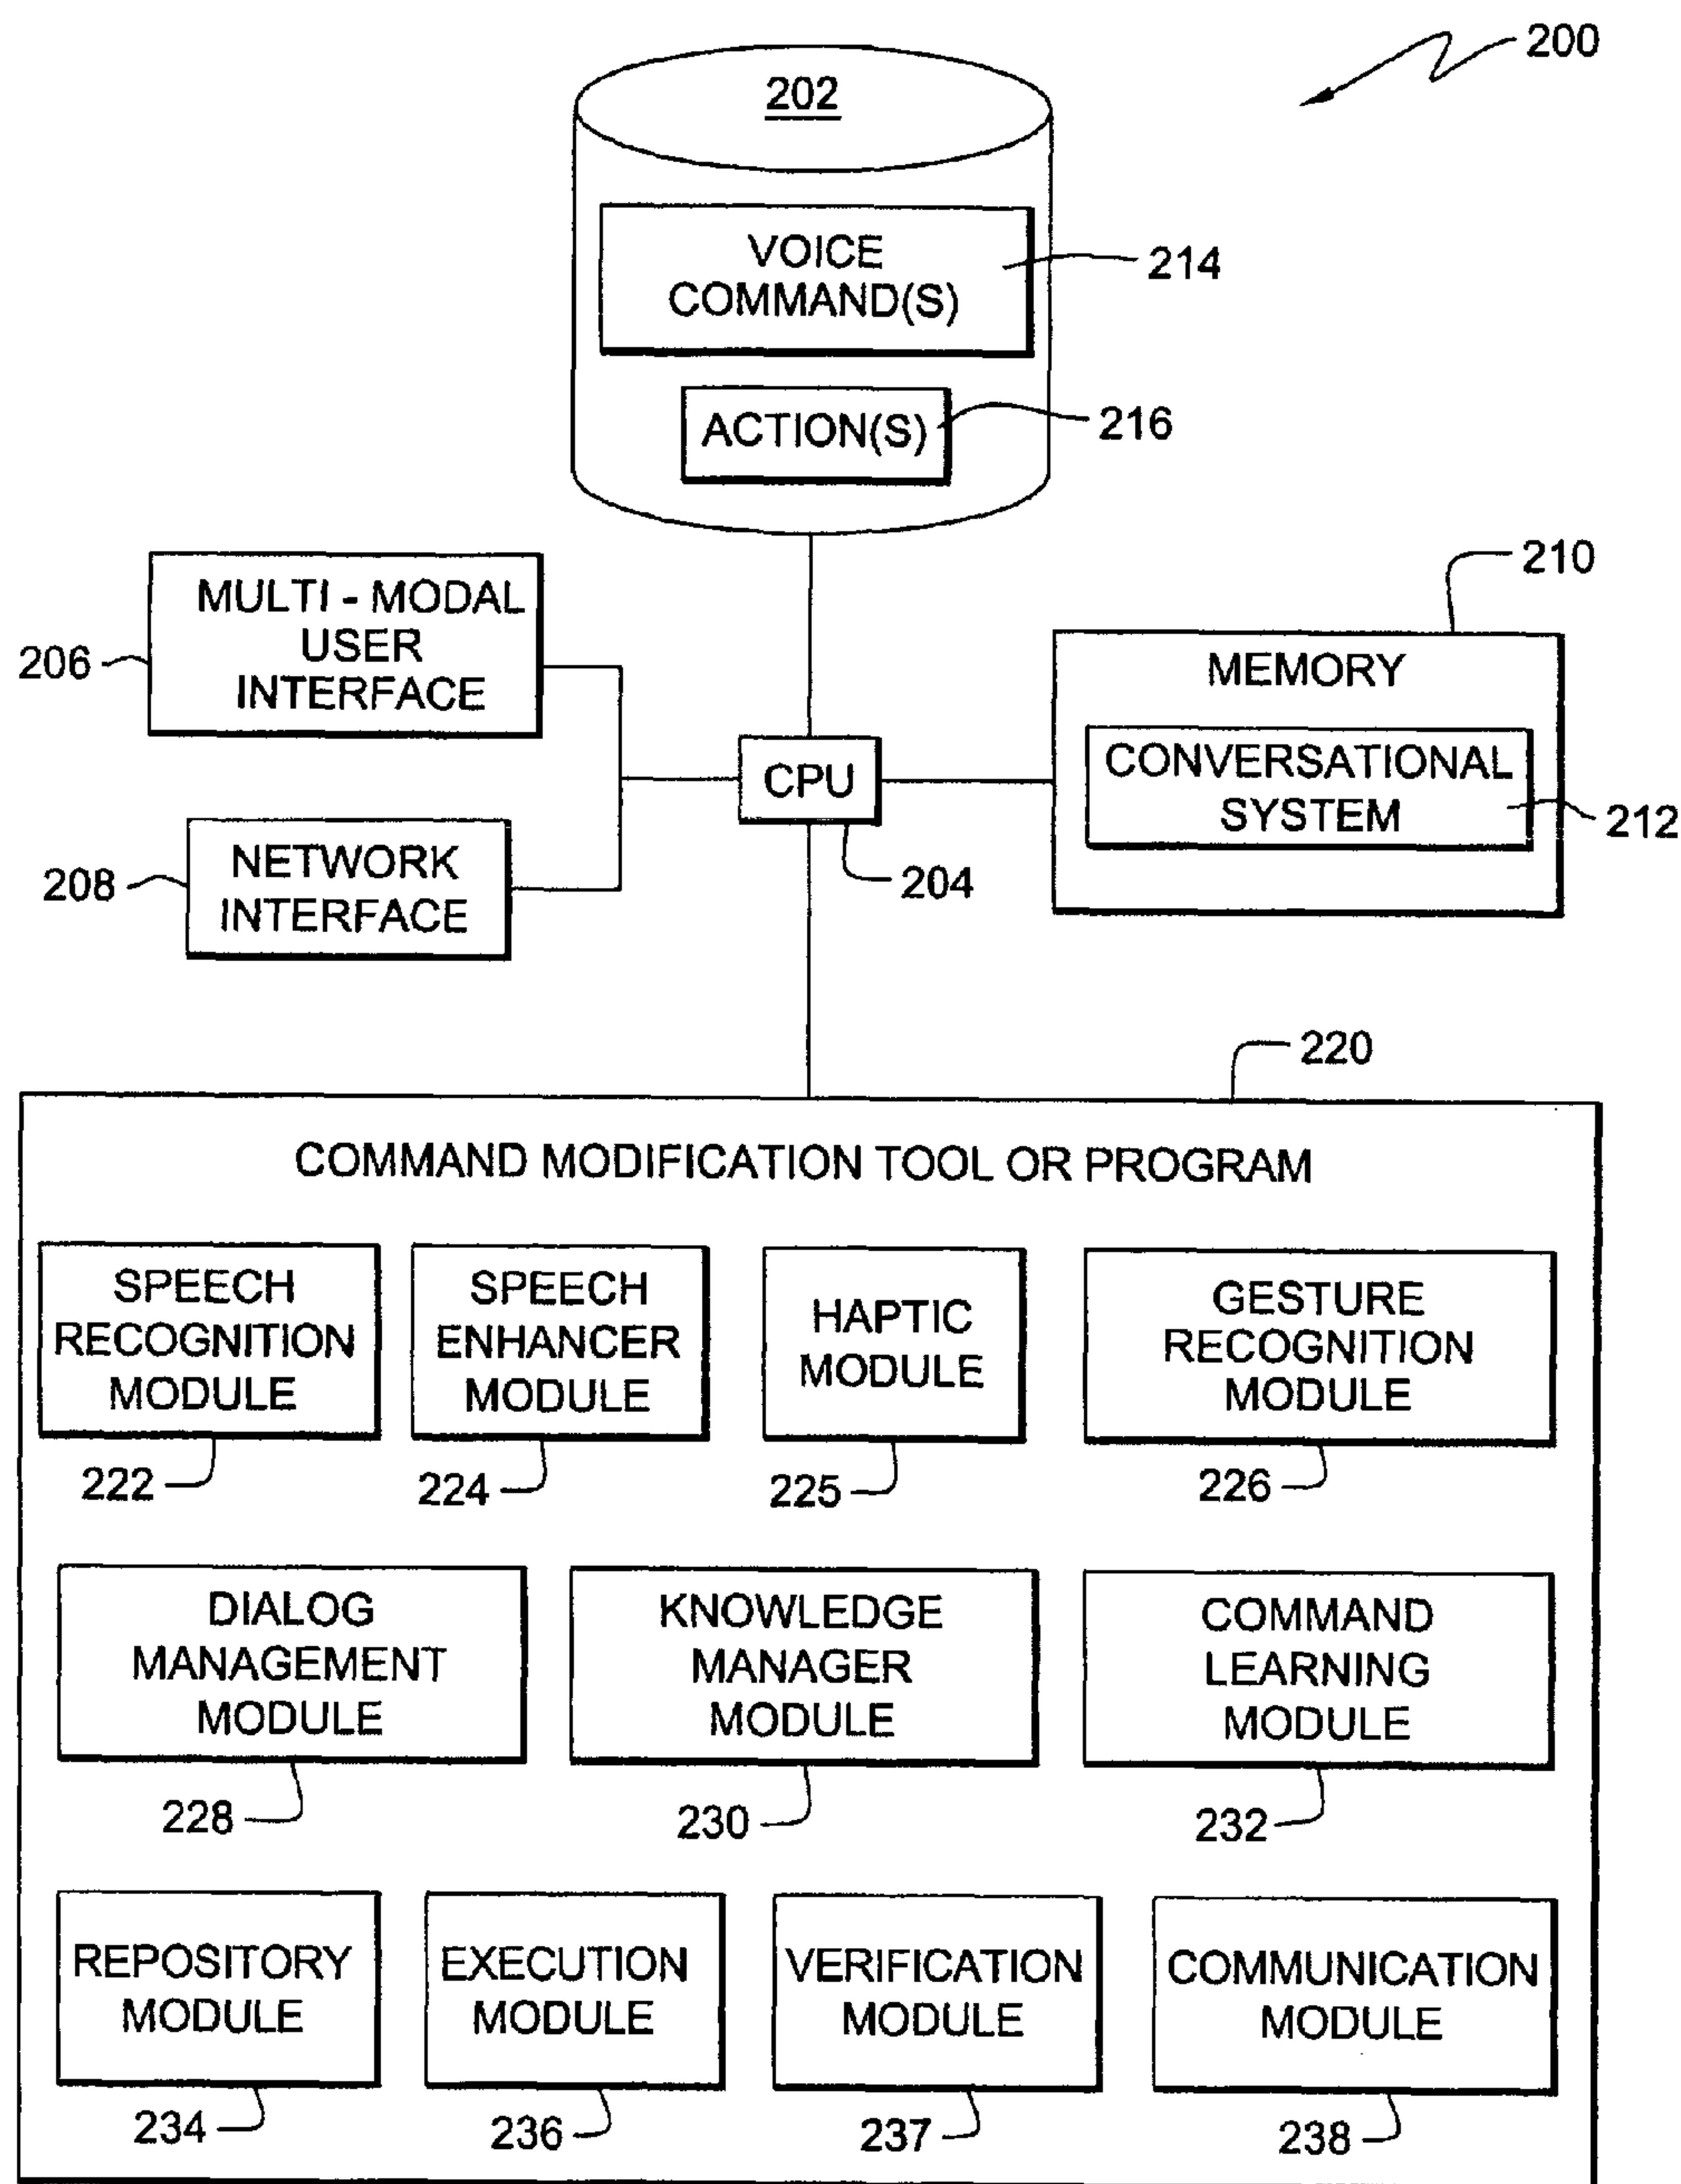 200
202
VOICE
COMMAND(S)
214
ACTION(S)
216
MULTI - MODAL
USER
INTERFACE
206
210
MEMORY
CONVERSATIONAL
SYSTEM
212
CPU
204
NETWORK
INTERFACE
208
220
COMMAND MODIFICATION TOOL OR PROGRAM
SPEECH
RECOGNITION
MODULE
222
SPEECH
ENHANCER
MODULE
224
HAPTIC
MODULE
225
GESTURE
RECOGNITION
MODULE
226
DIALOG
MANAGEMENT
MODULE
228
KNOWLEDGE
MANAGER
MODULE
230
COMMAND
LEARNING
MODULE
232
REPOSITORY
MODULE
234
EXECUTION
MODULE
236
VERIFICATION
MODULE
237
COMMUNICATION
MODULE
238